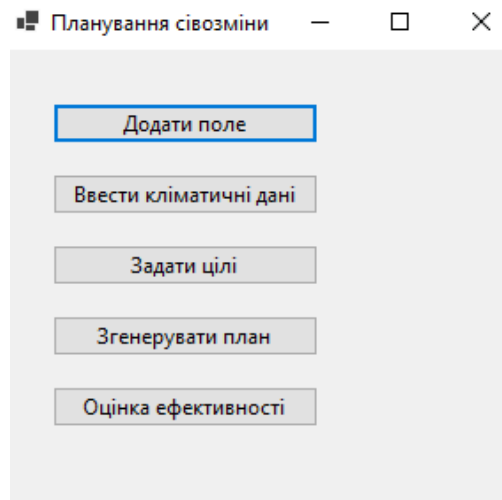 Планування сівозміни
Додати поле
Ввести кліматичні дані
Задати цілі
Згенерувати план
Оцінка ефективності